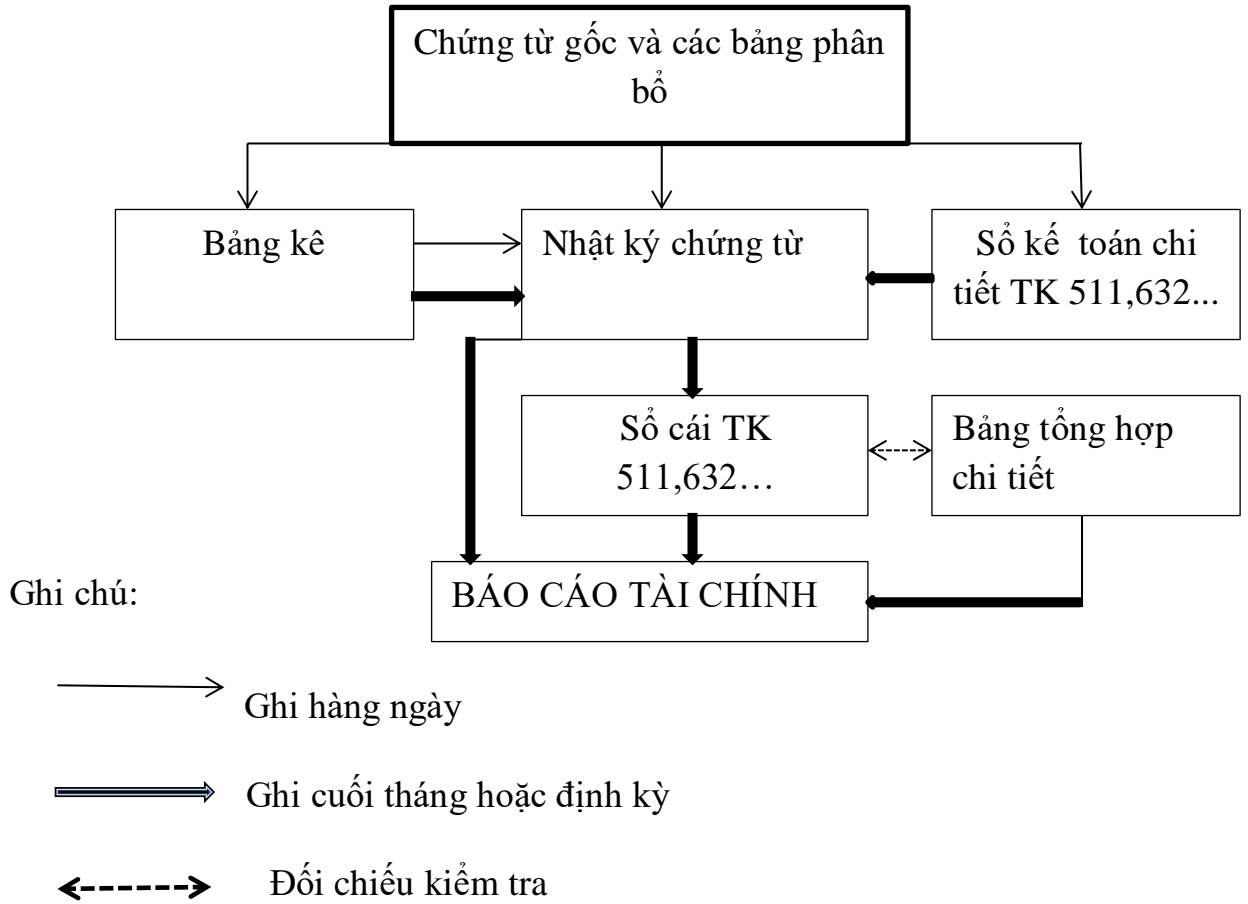 Chứng từ gốc và các bảng phân
bổ
Bảng kê
Nhật ký chứng từ
Sổ kế toán chi
tiết TK 511,632...
Sổ cái TK
511,632…
Bảng tổng hợp
chi tiết
BÁO CÁO TÀI CHÍNH
Ghi chú:
Ghi hàng ngày
Ghi cuối tháng hoặc định kỳ
Đối chiếu kiểm tra